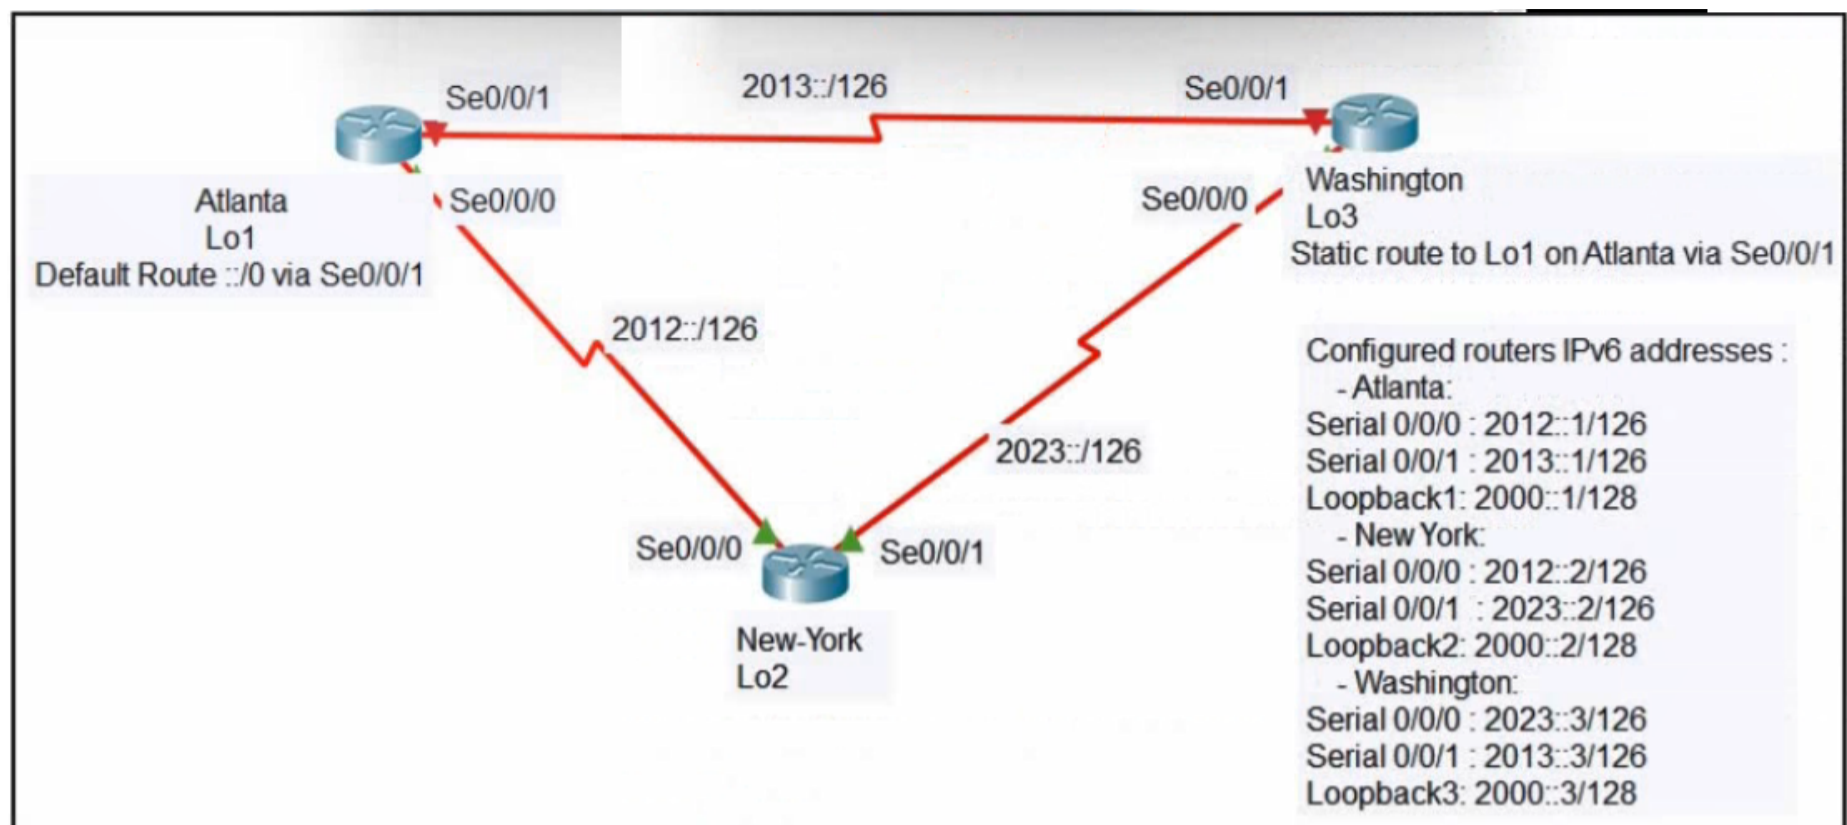 Se0/0/1
2013::/126
Se0/0/1
Se0/0/0
Se0/0/0
Atlanta
Lo1
Default Route ::/0 via Se0/0/1
Washington
Lo3
Static route to Lo1 on Atlanta via Se0/0/1
2012::/126
2023::/126
Se0/0/0
Se0/0/1
New-York
Lo2
Configured routers IPv6 addresses :
- Atlanta:
Serial 0/0/0 : 2012::1/126
Serial 0/0/1 : 2013::1/126
Loopback1: 2000::1/128
- New York:
Serial 0/0/0 : 2012::2/126
Serial 0/0/1 : 2023::2/126
Loopback2: 2000::2/128
- Washington:
Serial 0/0/0 : 2023::3/126
Serial 0/0/1 : 2013::3/126
Loopback3: 2000::3/128